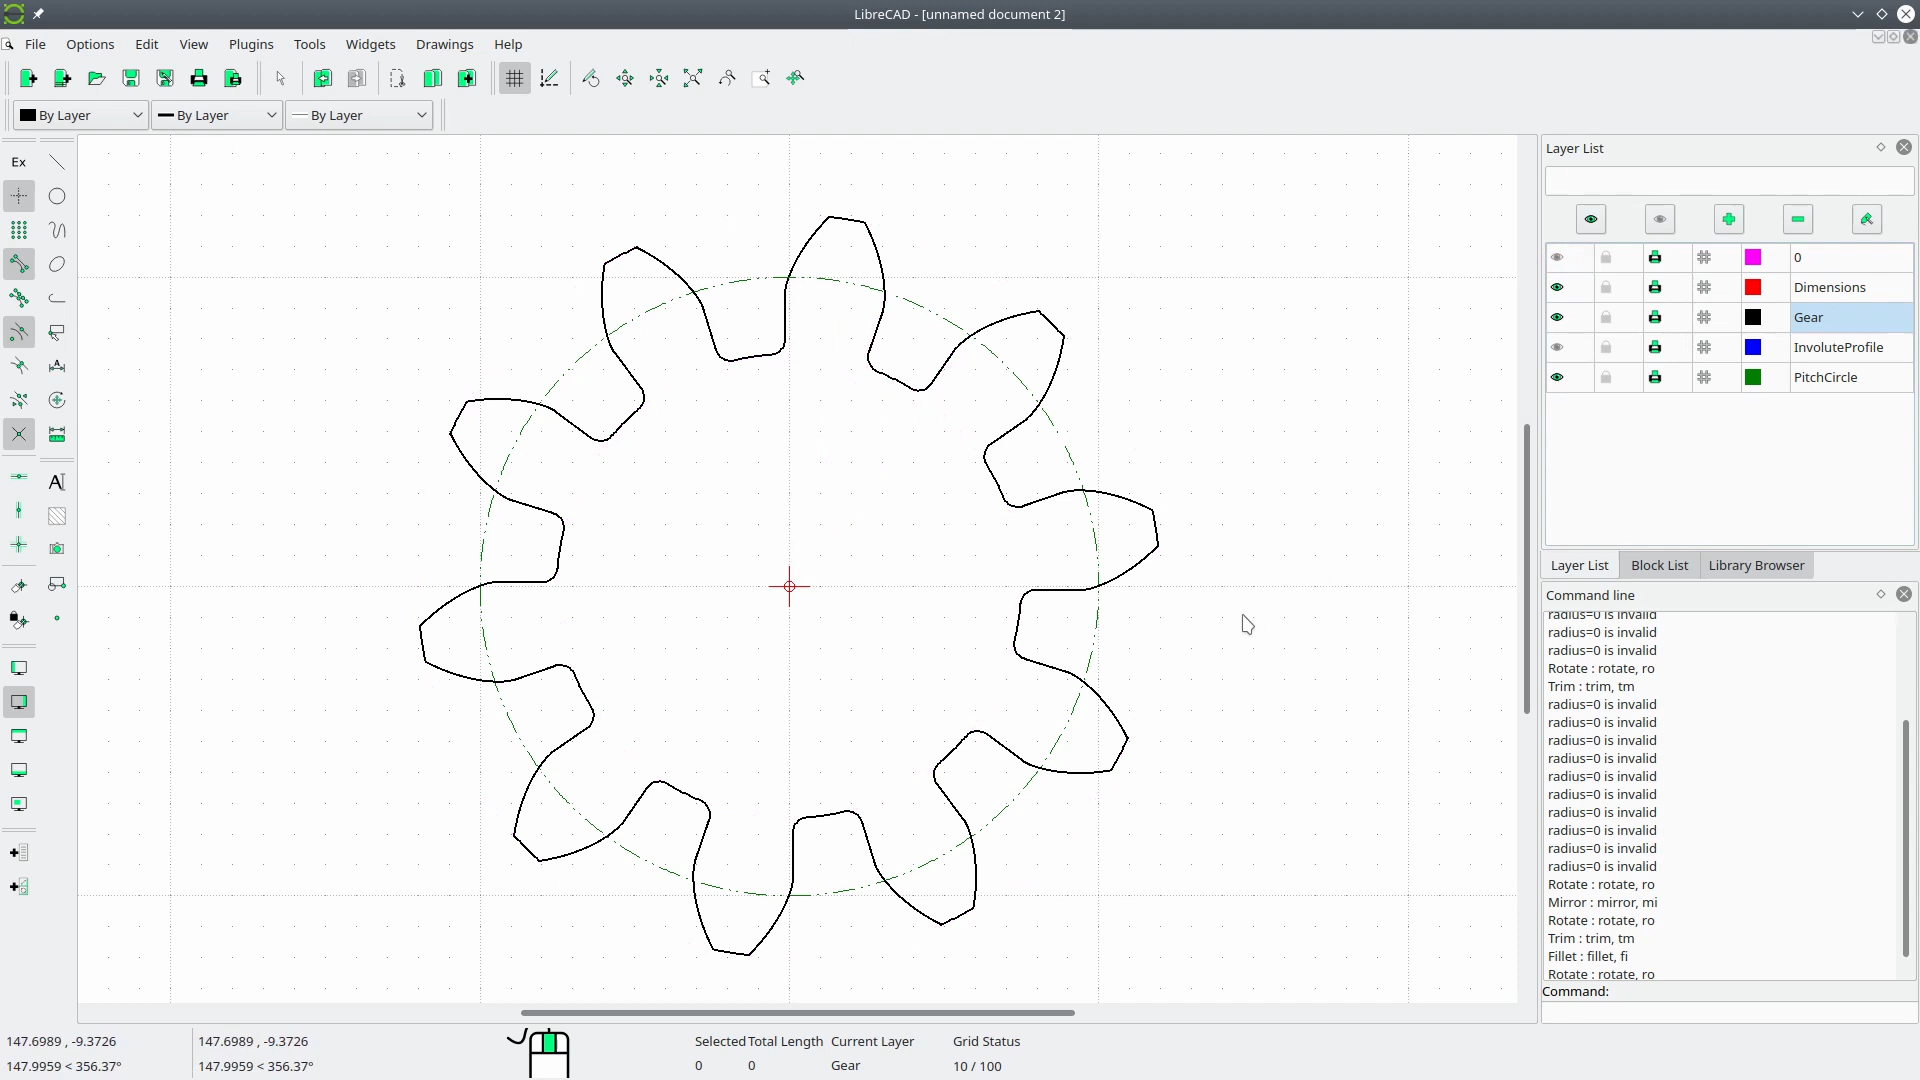 LibreCAD - [unnamed document 2]
File Options Edit View Plugins Tools Widgets Drawings Help
By Layer By Layer By Layer
Ex
A
Layer List
0
Dimensions
Gear
InvoluteProfile
PitchCircle
Layer List Block List Library Browser
Command line
radius=0 is invalid
radius=0 is invalid
radius=0 is invalid
Rotate : rotate, ro
Trim : trim, tm
radius=0 is invalid
radius=0 is invalid
radius=0 is invalid
radius=0 is invalid
radius=0 is invalid
radius=0 is invalid
radius=0 is invalid
radius=0 is invalid
radius=0 is invalid
radius=0 is invalid
Rotate : rotate, ro
Mirror : mirror, mi
Rotate : rotate, ro
Trim : trim, tm
Fillet : fillet, fi
Rotate : rotate, ro
Command:
147.6989 , -9.3726 147.6989 , -9.3726 Selected Total Length Current Layer Grid Status
147.9959 < 356.37° 147.9959 < 356.37° 0 0 Gear 10 / 100